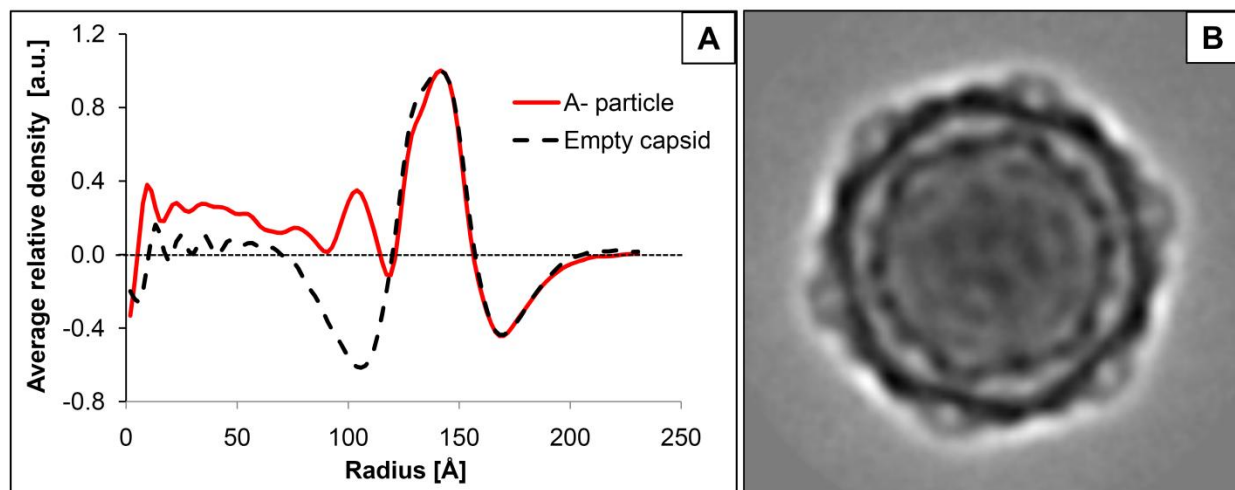 A
B
1.2
0.8
0.4
0.0
-0.4
-0.8
Average relative density [a.u.]
A- particle
Empty capsid
0 50 100 150 200 250
Radius [Å]